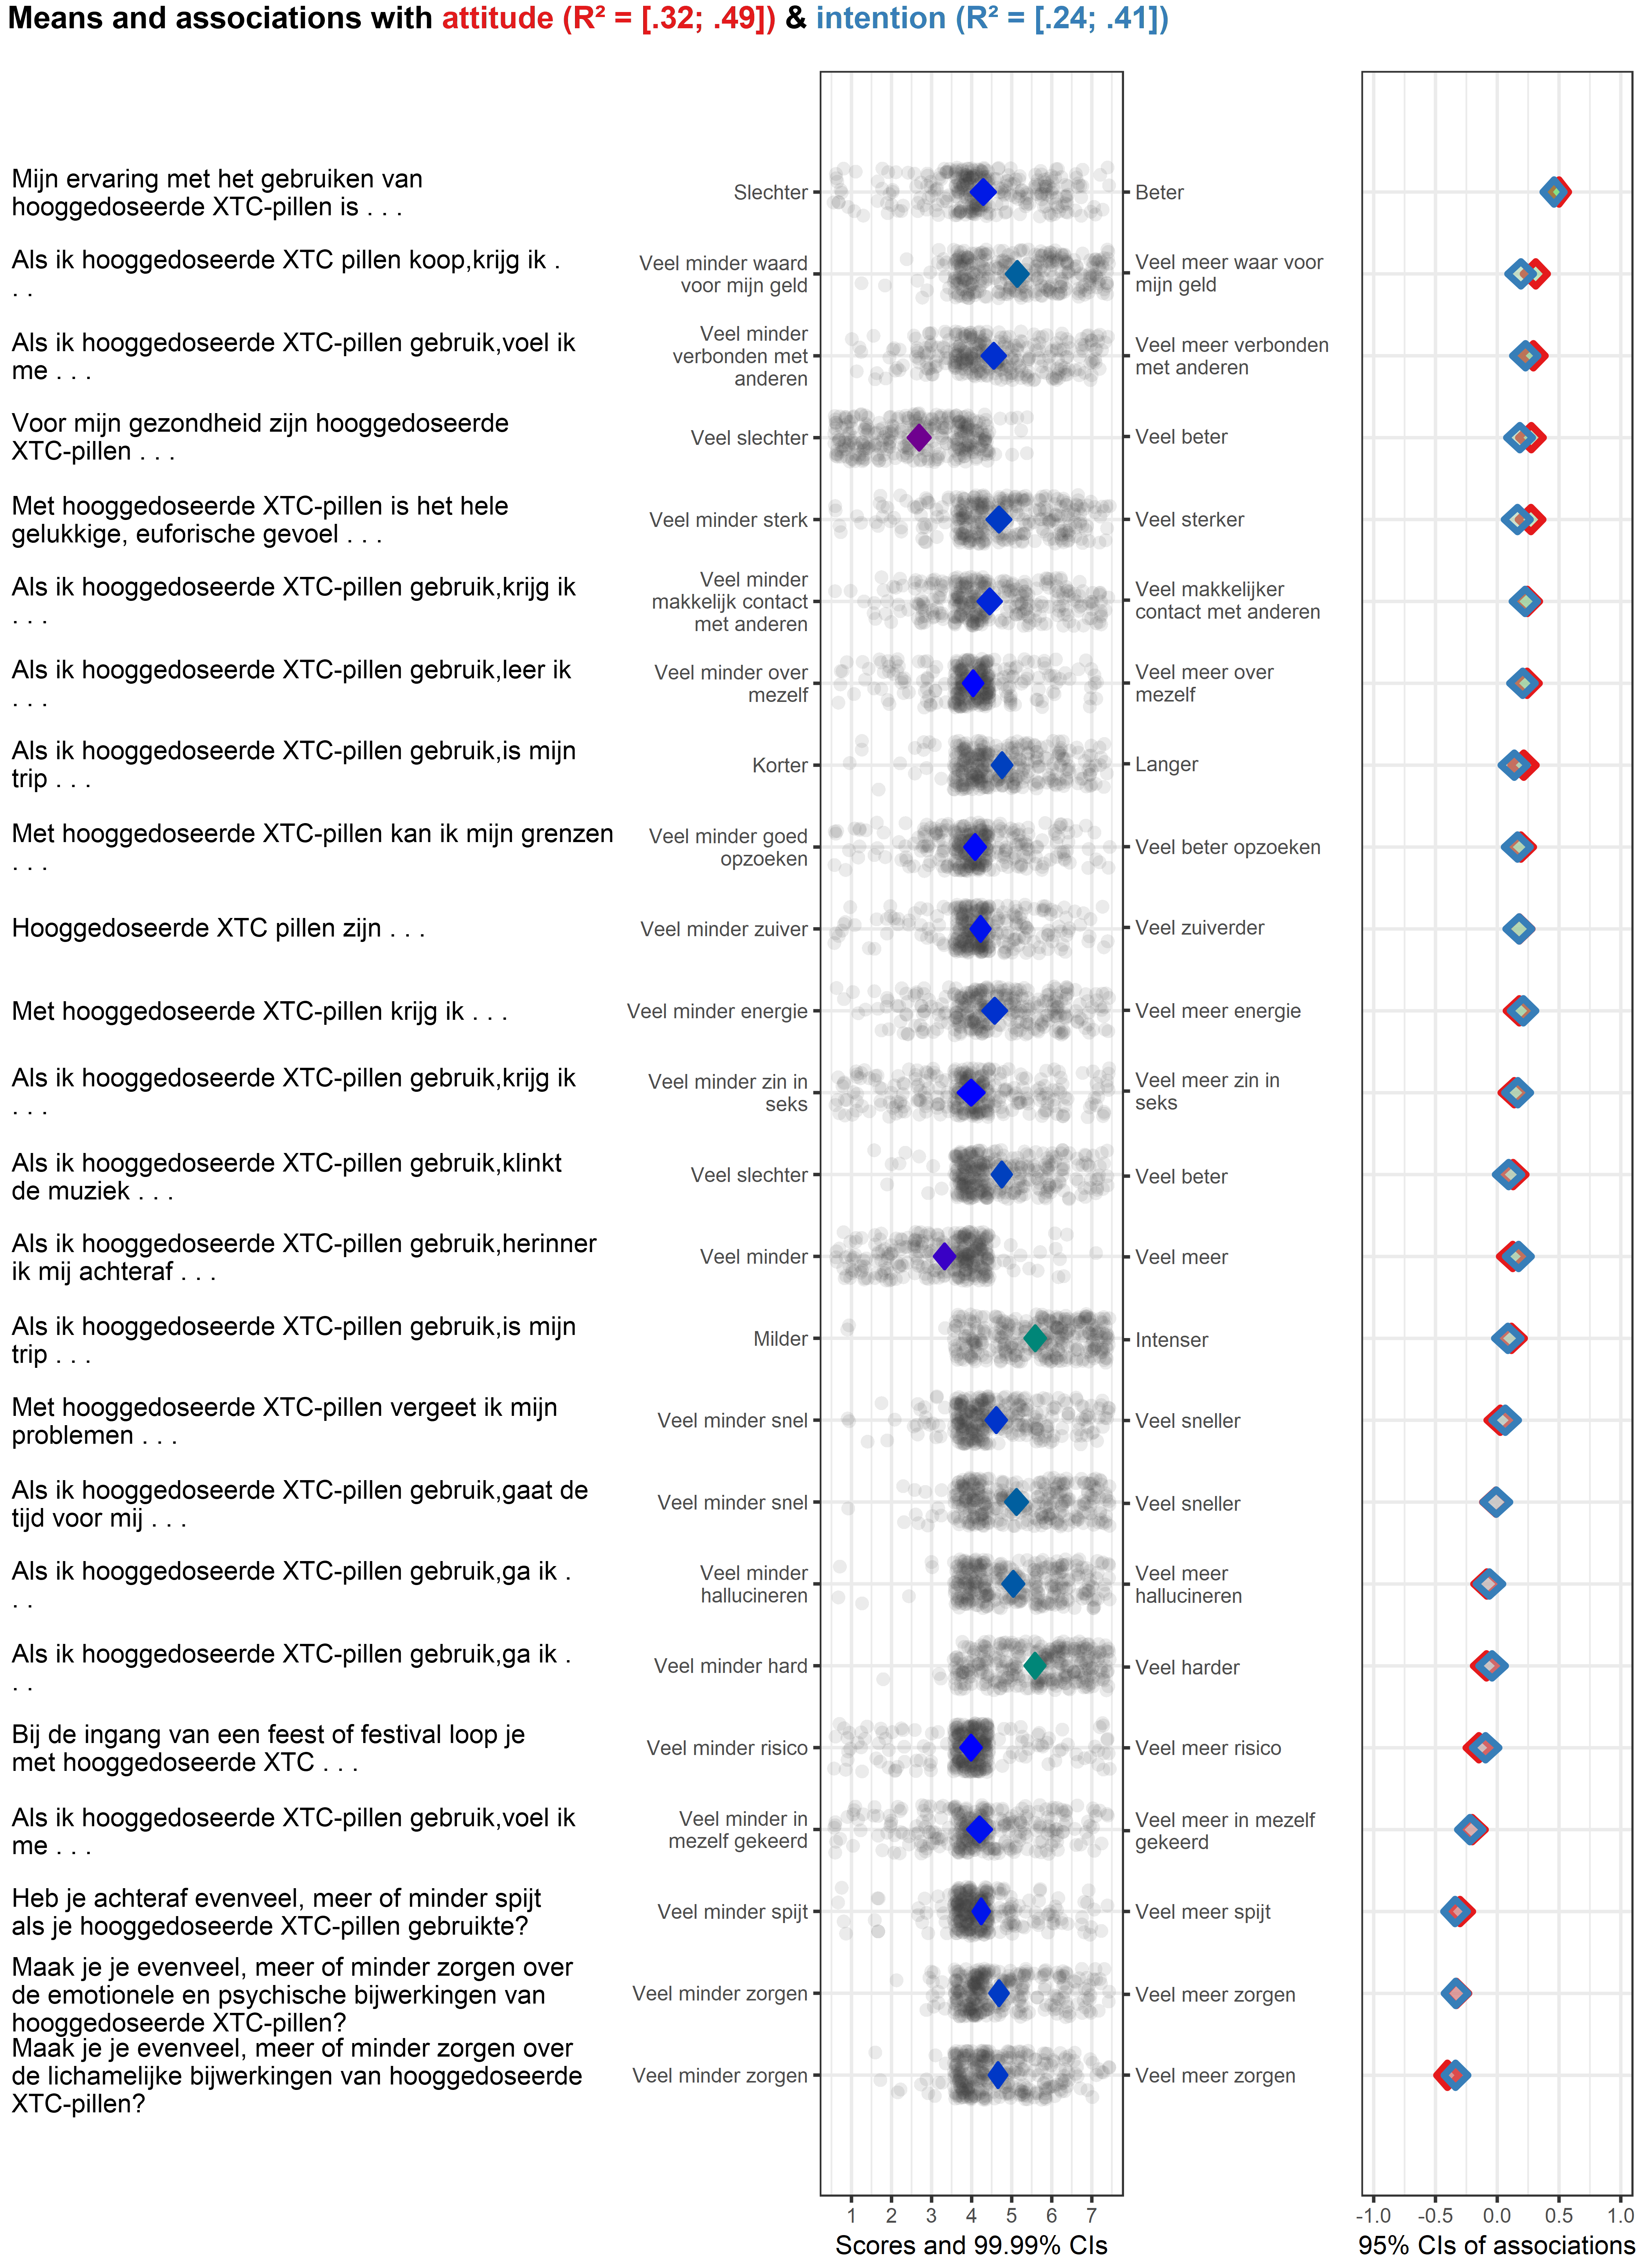 Means and associations with attitude (R² = [.32; .49]) & intention (R² = [.24; .41])
Mijn ervaring met het gebruiken van
hooggedoseerde XTC-pillen is . . .
Slechter
Beter
Als ik hooggedoseerde XTC pillen koop,krijg ik .
. .
Veel minder waard
voor mijn geld
Veel meer waar voor
mijn geld
Als ik hooggedoseerde XTC-pillen gebruik,voel ik
me . . .
Veel minder
verbonden met
anderen
Veel meer verbonden
met anderen
Voor mijn gezondheid zijn hooggedoseerde
XTC-pillen . . .
Veel slechter
Veel beter
Met hooggedoseerde XTC-pillen is het hele
gelukkige, euforische gevoel . . .
Veel minder sterk
Veel sterker
Als ik hooggedoseerde XTC-pillen gebruik,krijg ik
. . .
Veel minder
makkelijk contact
met anderen
Veel makkelijker
contact met anderen
Als ik hooggedoseerde XTC-pillen gebruik,leer ik
. . .
Veel minder over
mezelf
Veel meer over
mezelf
Als ik hooggedoseerde XTC-pillen gebruik,is mijn
trip . . .
Korter
Langer
Met hooggedoseerde XTC-pillen kan ik mijn grenzen
. . .
Veel minder goed
opzoeken
Veel beter opzoeken
Hooggedoseerde XTC pillen zijn . . .
Veel minder zuiver
Veel zuiverder
Met hooggedoseerde XTC-pillen krijg ik . . .
Veel minder energie
Veel meer energie
Als ik hooggedoseerde XTC-pillen gebruik,krijg ik
. . .
Veel minder zin in
seks
Veel meer zin in
seks
Als ik hooggedoseerde XTC-pillen gebruik,klinkt
de muziek . . .
Veel slechter
Veel beter
Als ik hooggedoseerde XTC-pillen gebruik,herinner
ik mij achteraf . . .
Veel minder
Veel meer
Als ik hooggedoseerde XTC-pillen gebruik,is mijn
trip . . .
Milder
Intenser
Met hooggedoseerde XTC-pillen vergeet ik mijn
problemen . . .
Veel minder snel
Veel sneller
Als ik hooggedoseerde XTC-pillen gebruik,gaat de
tijd voor mij . . .
Veel minder snel
Veel sneller
Als ik hooggedoseerde XTC-pillen gebruik,ga ik .
. .
Veel minder
hallucineren
Veel meer
hallucineren
Als ik hooggedoseerde XTC-pillen gebruik,ga ik .
. .
Veel minder hard
Veel harder
Bij de ingang van een feest of festival loop je
met hooggedoseerde XTC . . .
Veel minder risico
Veel meer risico
Als ik hooggedoseerde XTC-pillen gebruik,voel ik
me . . .
Veel minder in
mezelf gekeerd
Veel meer in mezelf
gekeerd
Heb je achteraf evenveel, meer of minder spijt
als je hooggedoseerde XTC-pillen gebruikte?
Veel minder spijt
Veel meer spijt
Maak je je evenveel, meer of minder zorgen over
de emotionele en psychische bijwerkingen van
hooggedoseerde XTC-pillen?
Veel minder zorgen
Veel meer zorgen
Maak je je evenveel, meer of minder zorgen over
de lichamelijke bijwerkingen van hooggedoseerde
XTC-pillen?
Veel minder zorgen
Veel meer zorgen
1 2 3 4 5 6 7
Scores and 99.99% CIs
-1.0 -0.5 0.0 0.5 1.0
95% CIs of associations